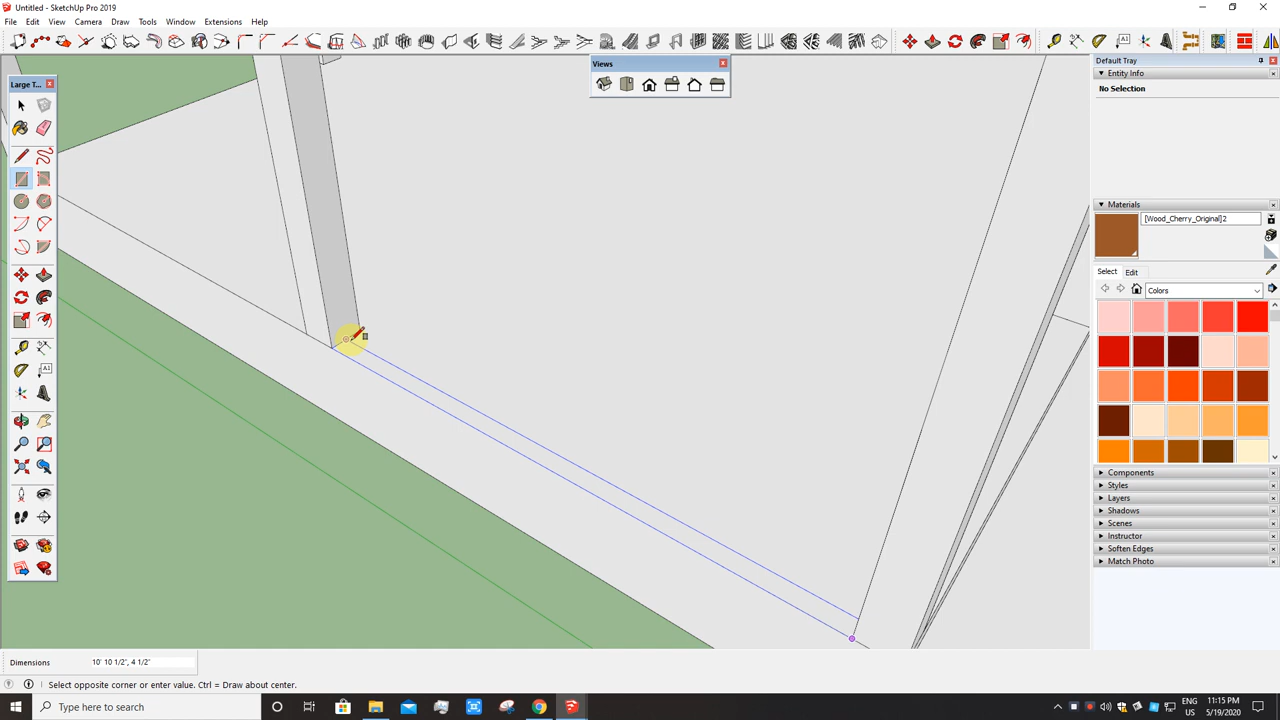 Untitled - SketchUp Pro 2019
File Edit View Camera Draw Tools Window Extensions Help
Views
Large T...
Default Tray
Entity Info
No Selection
Materials
[Wood_Cherry_Original]2
Select Edit
Colors
Components
Styles
Layers
Shadows
Scenes
Instructor
Soften Edges
Match Photo
Dimensions 10' 10 1/2", 4 1/2"
Select opposite corner or enter value. Ctrl = Draw about center.
Type here to search
ENG 11:15 PM
US 5/19/2020